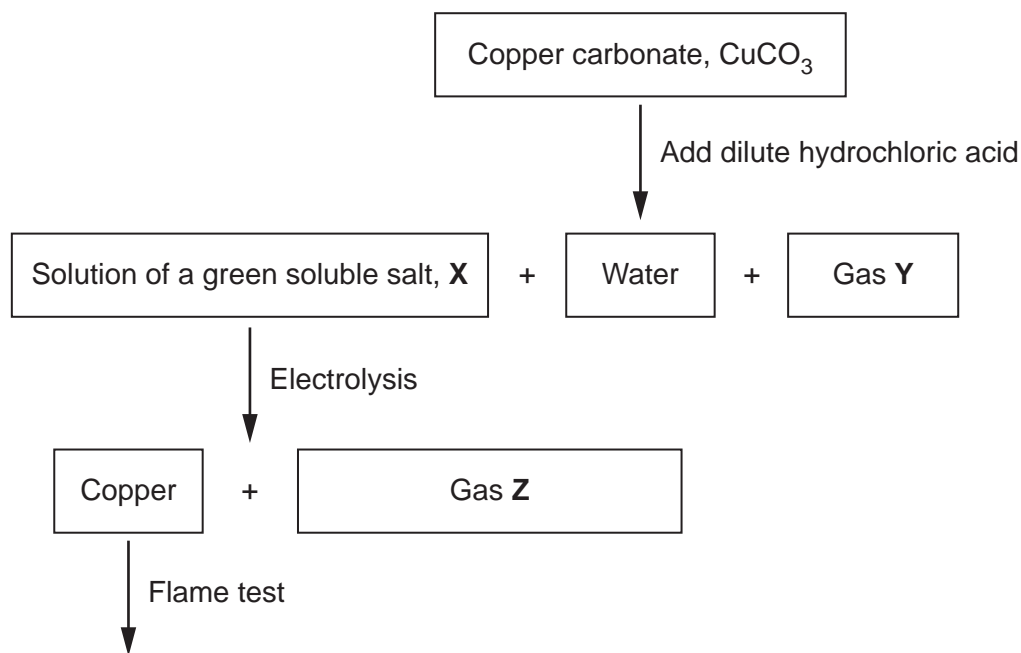 Copper carbonate, CuCO₃
Add dilute hydrochloric acid
Solution of a green soluble salt, X + Water + Gas Y
Electrolysis
Copper + Gas Z
Flame test